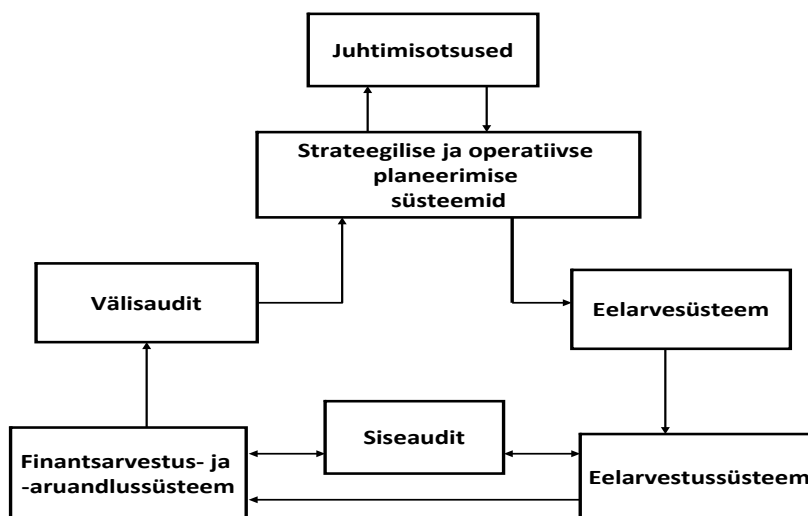 Juhtimisotsused
Strateegilise ja operatiivse
planeerimise
süsteemid
Välisaudit
Eelarvesüsteem
Siseaudit
Finantsarvestus- ja
-aruandlussüsteem
Eelarvestussüsteem